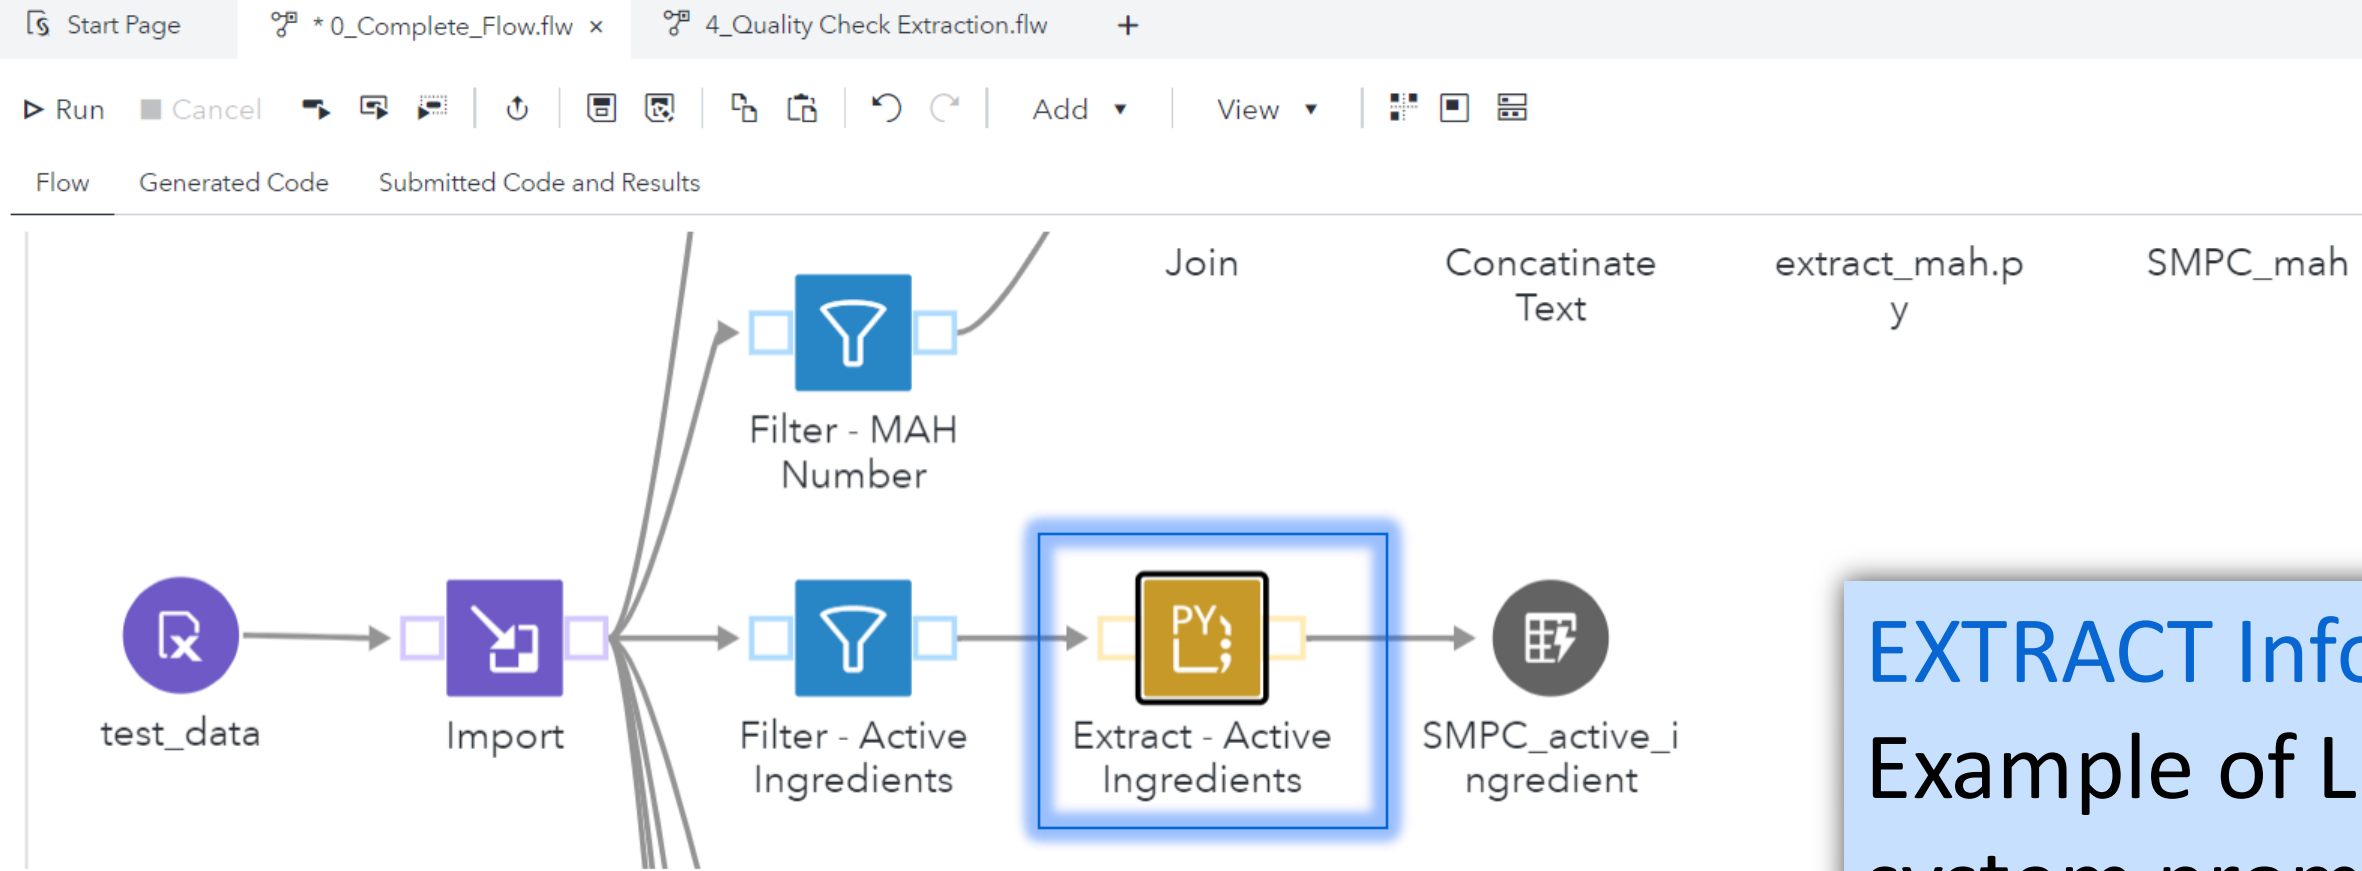 Start Page
* 0_Complete_Flow.flw ×
4_Quality Check Extraction.flw
+
Run
Cancel
Add
View
Flow
Generated Code
Submitted Code and Results
Join
Concatinate
Text
extract_mah.p
y
SMPC_mah
Filter - MAH
Number
PY
test_data
Import
Filter - Active
Ingredients
Extract - Active
Ingredients
SMPC_active_i
ngredient
EXTRACT Info
Example of L
system prom